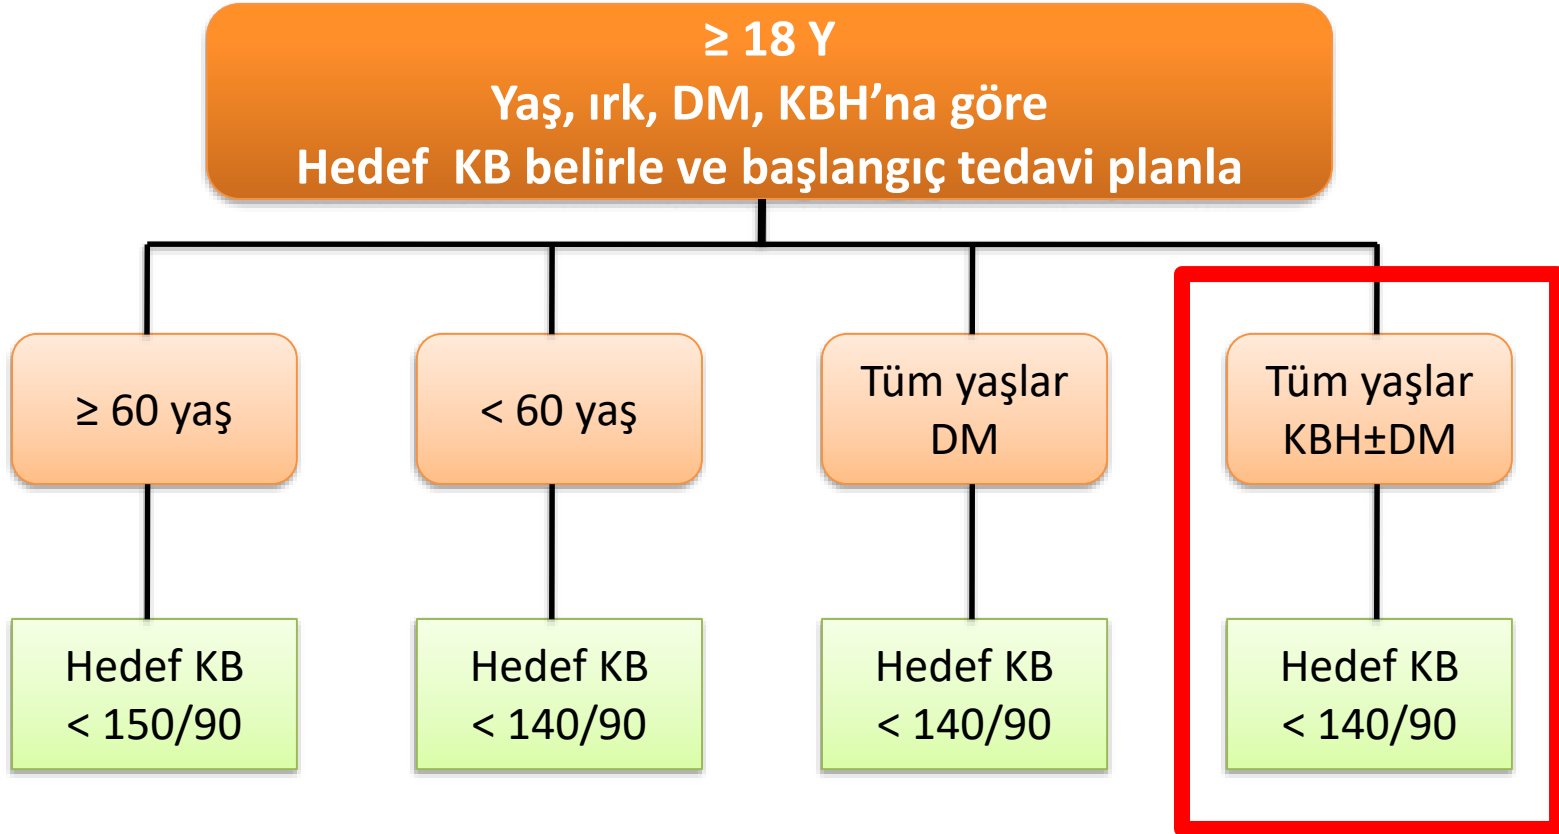 ≥ 18 Y
Yaş, ırk, DM, KBH’na göre
Hedef  KB belirle ve başlangıç tedavi planla
≥ 60 yaş
< 60 yaş
Tüm yaşlar
DM
Tüm yaşlar
KBH±DM
Hedef KB
< 150/90
Hedef KB
< 140/90
Hedef KB
< 140/90
Hedef KB
< 140/90